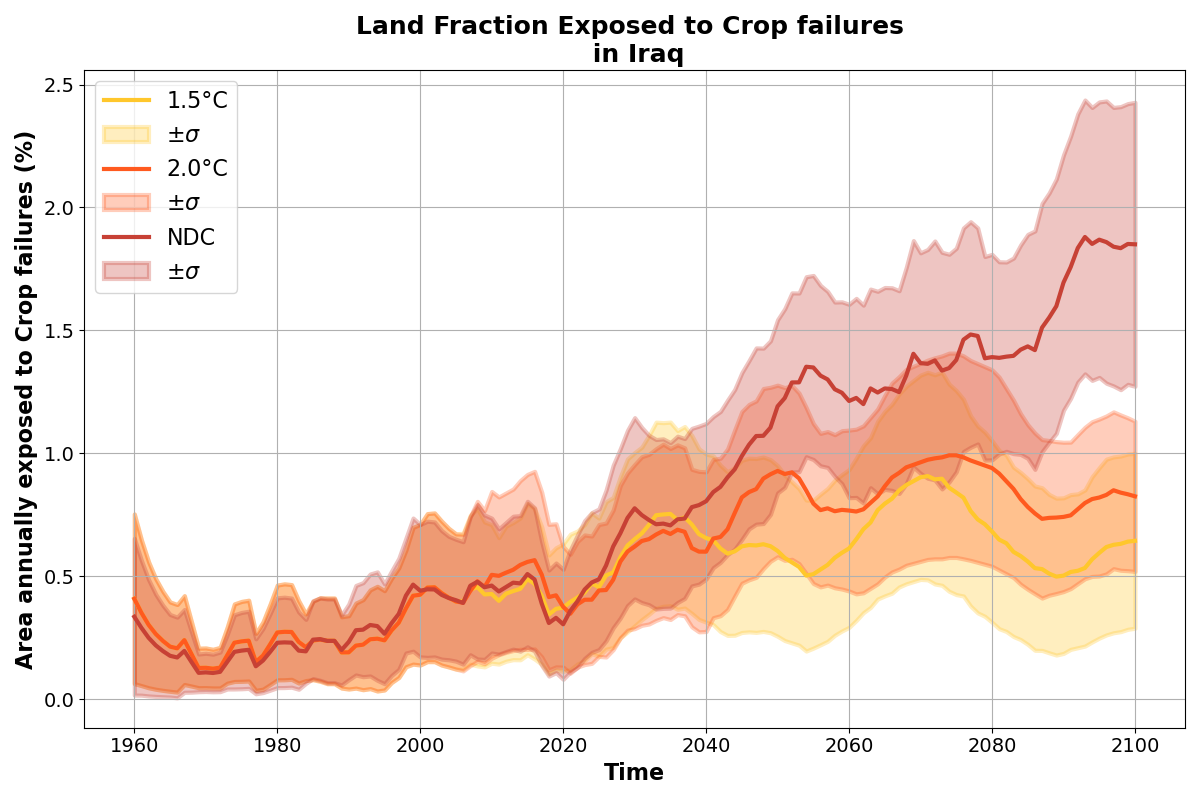 Land Fraction Exposed to Crop failures
in Iraq
Area annually exposed to Crop failures (%)
2.5
2.0
1.5
1.0
0.5
0.0
1.5°C
±σ
2.0°C
±σ
NDC
±σ
1960 1980 2000 2020 2040 2060 2080 2100
Time